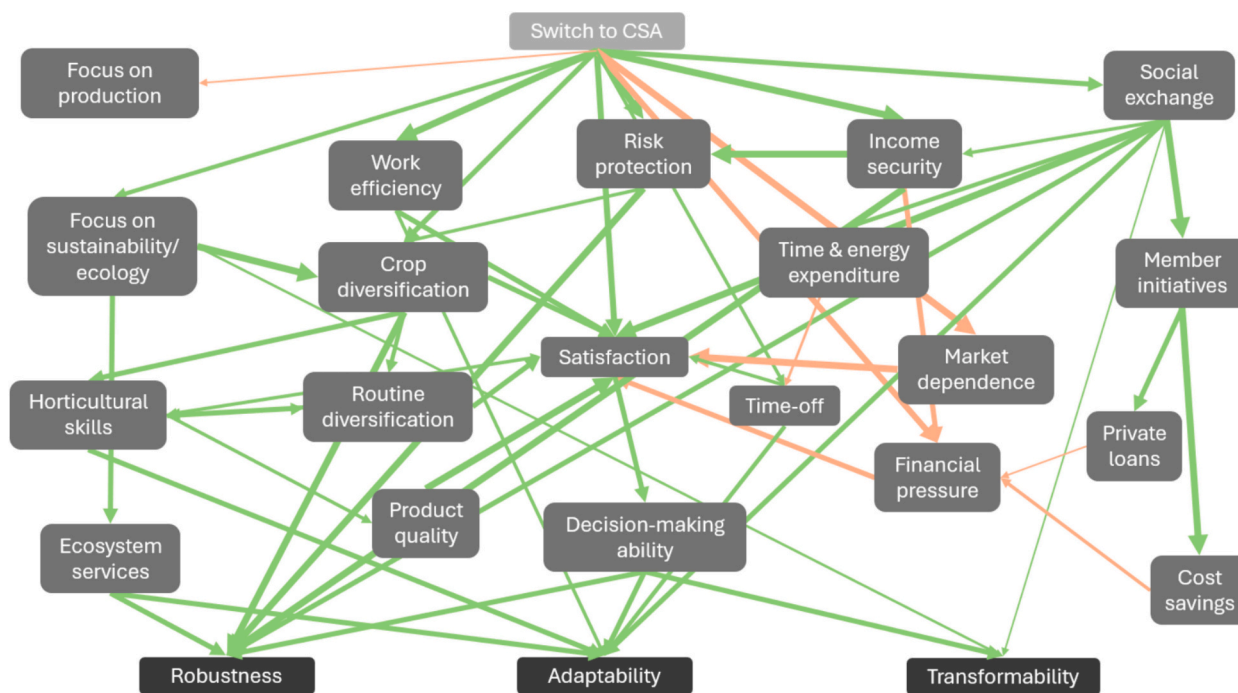 Switch to CSA
Focus on
production
Social
exchange
Risk
protection
Income
security
Work
efficiency
Focus on
sustainability/
ecology
Time & energy
expenditure
Crop
diversification
Member
initiatives
Satisfaction
Market
dependence
Horticultural
skills
Routine
diversification
Time-off
Private
loans
Financial
pressure
Product
quality
Decision-making
ability
Ecosystem
services
Cost
savings
Robustness
Adaptability
Transformability